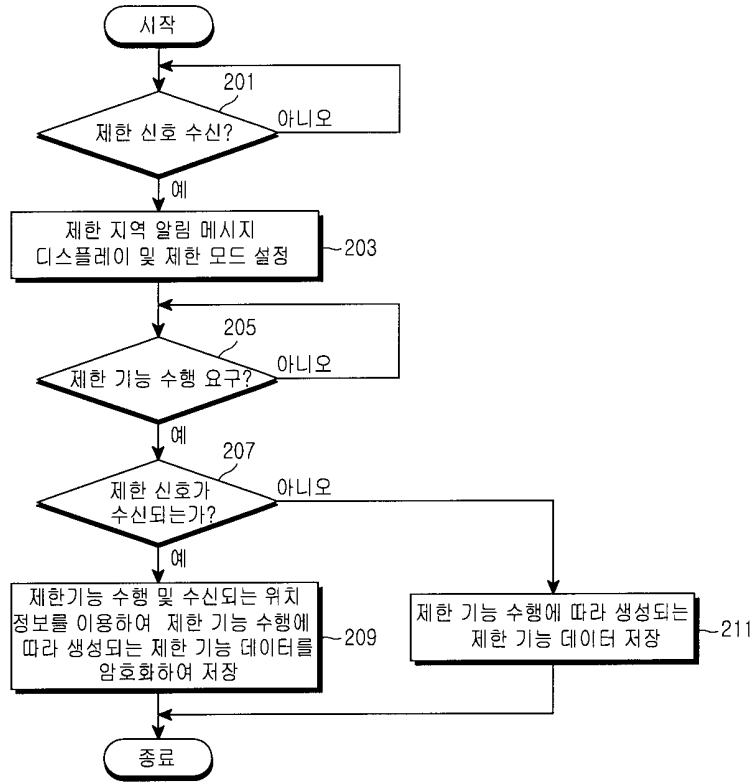 시작
201
제한 신호 수신?
아니오
예
제한 지역 알림 메시지
디스플레이 및 제한 모드 설정
203
205
제한 기능 수행 요구?
아니오
예
207
제한 신호가
수신되는가?
아니오
예
제한기능 수행 및 수신되는 위치
정보를 이용하여 제한 기능 수행에
따라 생성되는 제한 기능 데이터를
암호화하여 저장
209
제한 기능 수행에 따라 생성되는
제한 기능 데이터 저장
211
종료